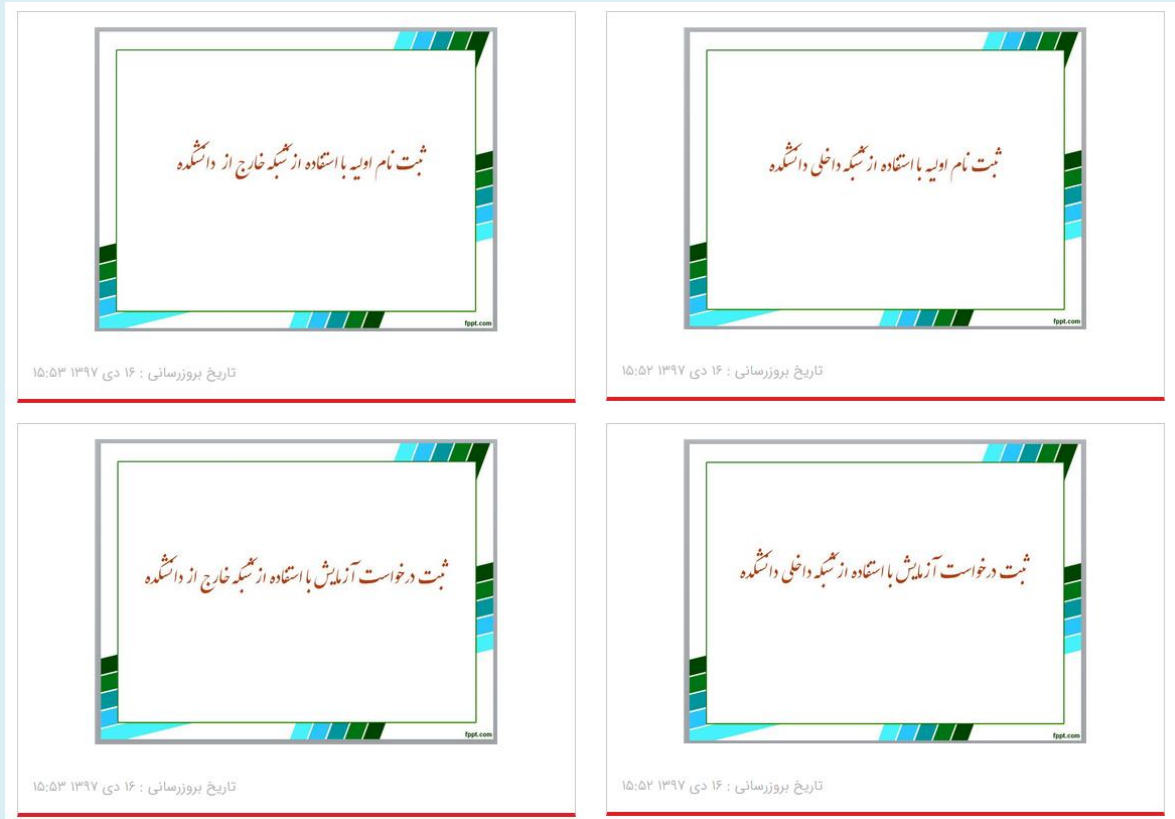 ثبت نام اولیه با استفاده از شبکه داخلی دانشکده
fppt.com
تاریخ بروزرسانی : ۱۶ دی ۱۳۹۷ ۱۵:۵۲
ثبت نام اولیه با استفاده از شبکه خارج از دانشکده
fppt.com
تاریخ بروزرسانی : ۱۶ دی ۱۳۹۷ ۱۵:۵۳
ثبت درخواست آزمایش با استفاده از شبکه داخلی دانشکده
fppt.com
تاریخ بروزرسانی : ۱۶ دی ۱۳۹۷ ۱۵:۵۲
ثبت درخواست آزمایش با استفاده از شبکه خارج از دانشکده
fppt.com
تاریخ بروزرسانی : ۱۶ دی ۱۳۹۷ ۱۵:۵۳